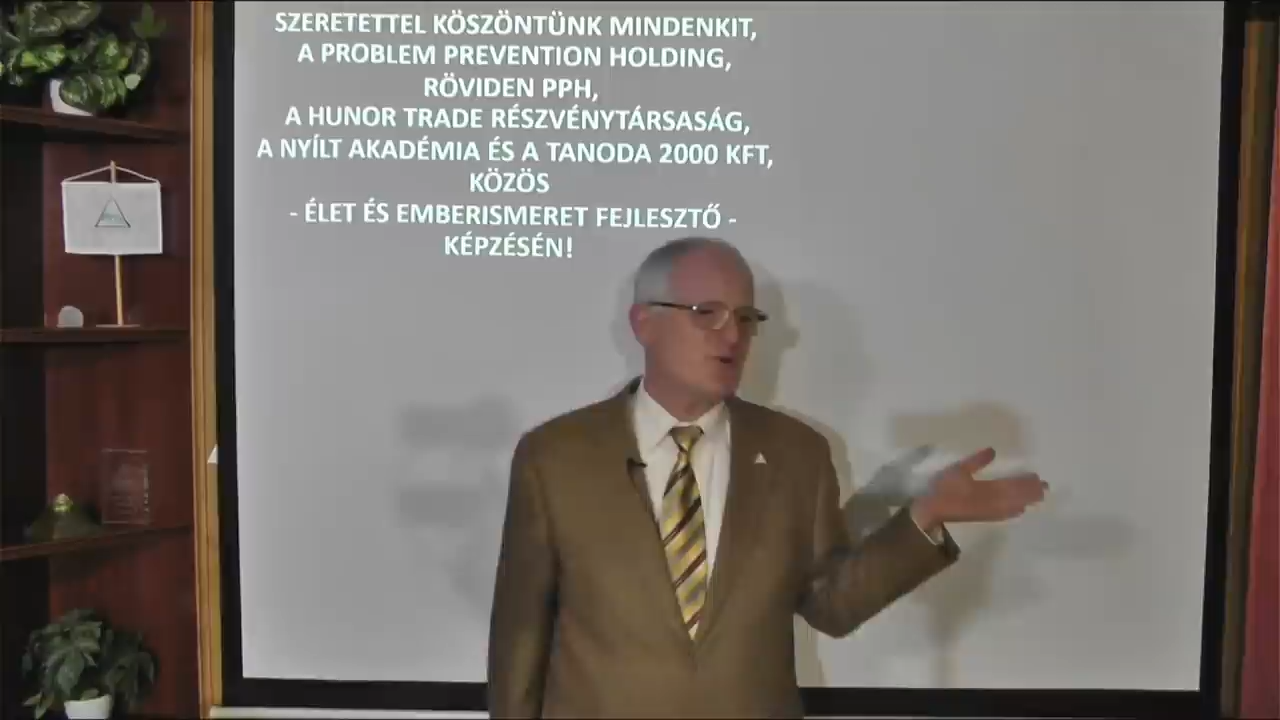 SZERETETTEL KÖSZÖNTÜNK MINDENKIT,
A PROBLEM PREVENTION HOLDING,
RÖVIDEN PPH,
A HUNOR TRADE RÉSZVÉNYTÁRSASÁG,
A NYÍLT AKADÉMIA ÉS A TANODA 2000 KFT,
KÖZÖS
- ÉLET ÉS EMBERISMERET FEJLESZTŐ -
KÉPZÉSÉN!